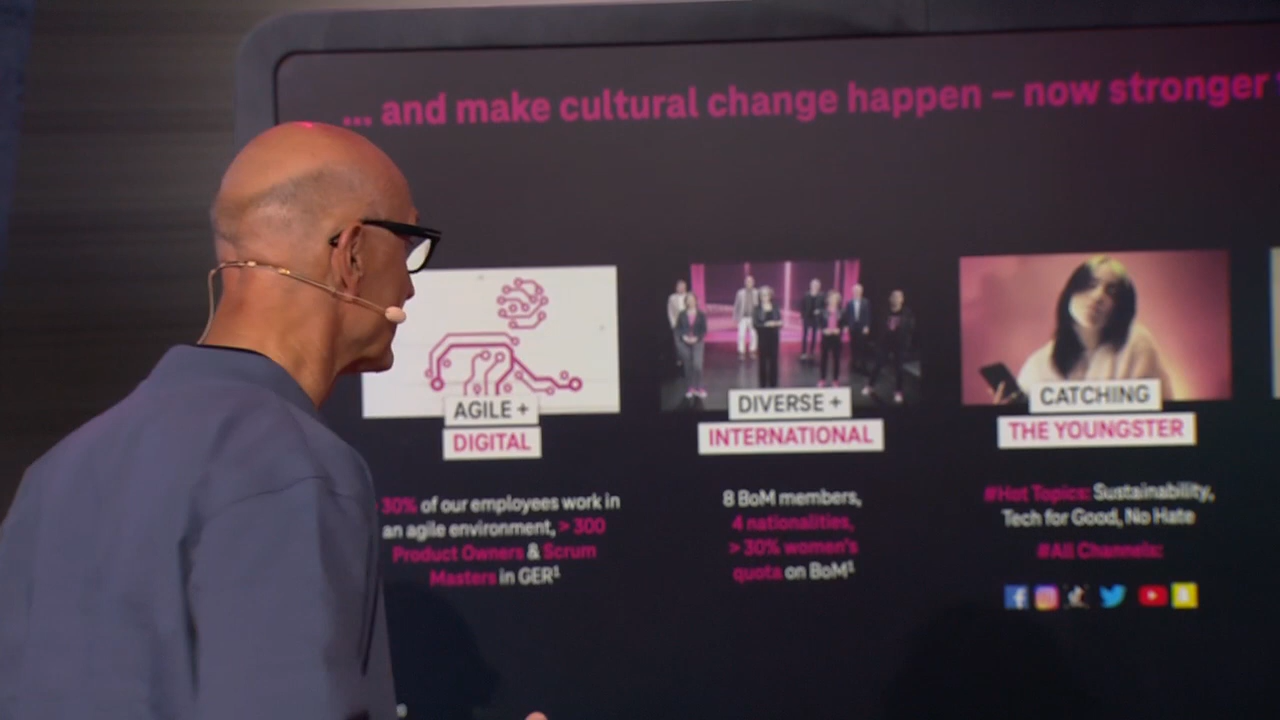 ... and make cultural change happen – now stronger
AGILE +
DIGITAL
30% of our employees work in
an agile environment, > 300
Product Owners & Scrum
Masters in GER¹
DIVERSE +
INTERNATIONAL
8 BoM members,
4 nationalities,
> 30% women's
quota on BoM¹
CATCHING
THE YOUNGSTER
#Hot Topics: Sustainability,
Tech for Good, No Hate
#All Channels: